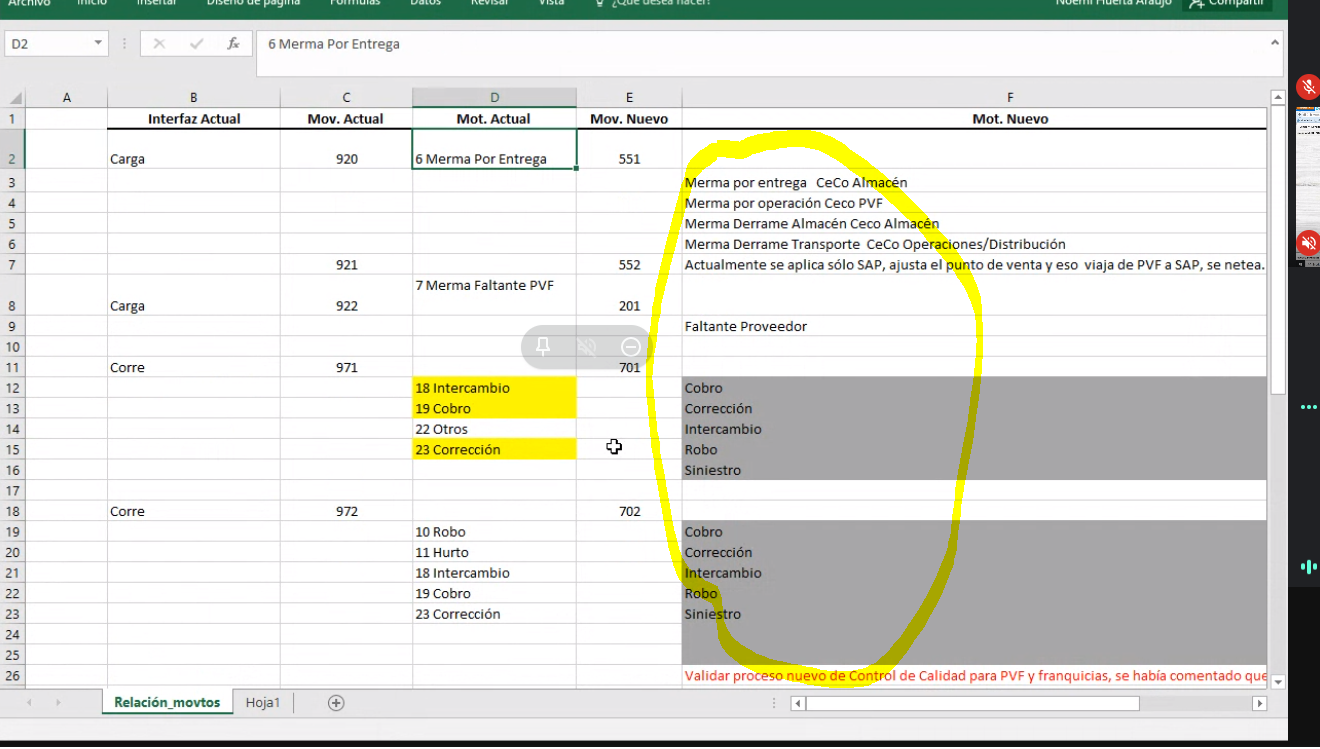 Archivo Inicio Insertar Diseño de página Fórmulas Datos Revisar Vista ¿Qué desea hacer? Noemi Huerta Araujo Compartir
D2 fx 6 Merma Por Entrega
A B C D E F
1 Interfaz Actual Mov. Actual Mot. Actual Mov. Nuevo Mot. Nuevo
2 Carga 920 6 Merma Por Entrega 551
3 Merma por entrega CeCo Almacén
4 Merma por operación Ceco PVF
5 Merma Derrame Almacén Ceco Almacén
6 Merma Derrame Transporte CeCo Operaciones/Distribución
7 921 552 Actualmente se aplica sólo SAP, ajusta el punto de venta y eso viaja de PVF a SAP, se netea.
7 Merma Faltante PVF
8 Carga 922 201
9 Faltante Proveedor
10
11 Corre 971 701
12 18 Intercambio Cobro
13 19 Cobro Corrección
14 22 Otros Intercambio
15 23 Corrección Robo
16 Siniestro
17
18 Corre 972 702
19 10 Robo Cobro
20 11 Hurto Corrección
21 18 Intercambio Intercambio
22 19 Cobro Robo
23 23 Corrección Siniestro
24
25
26 Validar proceso nuevo de Control de Calidad para PVF y franquicias, se había comentado que
Relación_movtos Hoja1